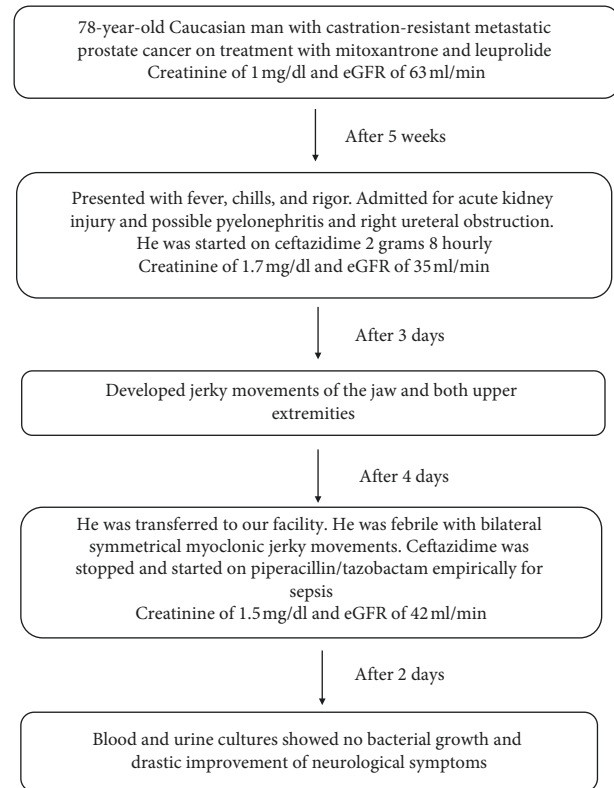 78-year-old Caucasian man with castration-resistant metastatic
prostate cancer on treatment with mitoxantrone and leuprolide
Creatinine of 1 mg/dl and eGFR of 63 ml/min
After 5 weeks
Presented with fever, chills, and rigor. Admitted for acute kidney
injury and possible pyelonephritis and right ureteral obstruction.
He was started on ceftazidime 2 grams 8 hourly
Creatinine of 1.7 mg/dl and eGFR of 35 ml/min
After 3 days
Developed jerky movements of the jaw and both upper
extremities
After 4 days
He was transferred to our facility. He was febrile with bilateral
symmetrical myoclonic jerky movements. Ceftazidime was
stopped and started on piperacillin/tazobactam empirically for
sepsis
Creatinine of 1.5 mg/dl and eGFR of 42 ml/min
After 2 days
Blood and urine cultures showed no bacterial growth and
drastic improvement of neurological symptoms